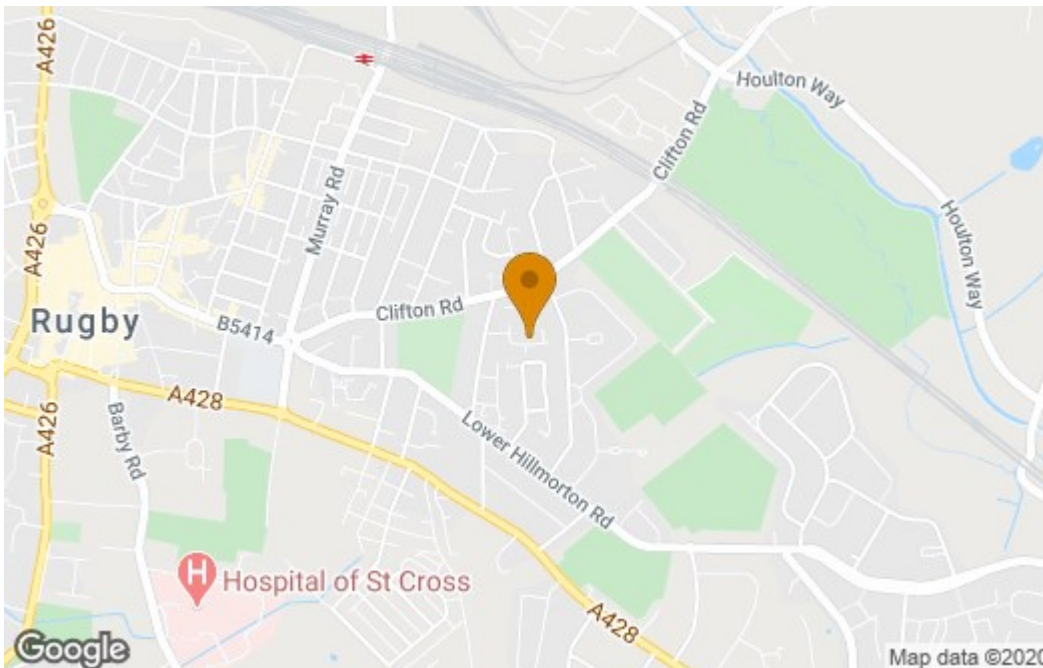 A426
Houlton Way
Clifton Rd
Murray Rd
A426
Houlton Way
Clifton Rd
Rugby
B5414
A428
Barby Rd
A426
Lower Hillmorton Rd
H
Hospital of St Cross
A428
Google
Map data ©2020